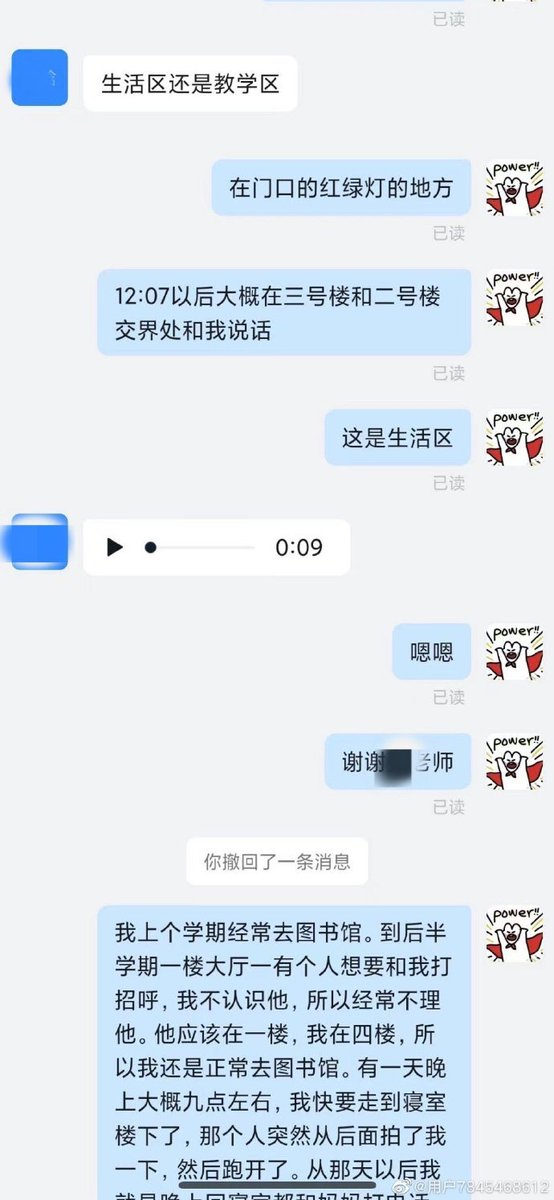 已读
生活区还是教学区
power!!
在门口的红绿灯的地方
已读
power!!
12:07以后大概在三号楼和二号楼
交界处和我说话
已读
power!!
这是生活区
已读
0:09
power!!
嗯嗯
已读
power!!
谢谢 老师
已读
你撤回了一条消息
power!!
我上个学期经常去图书馆。到后半
学期一楼大厅一有个人想要和我打
招呼，我不认识他，所以经常不理
他。他应该在一楼，我在四楼，所
以我还是正常去图书馆。有一天晚
上大概九点左右，我快要走到寝室
楼下了，那个人突然从后面拍了我
一下，然后跑开了。从那天以后我
就是晚上回寝室都和妈妈打电话
@用户7845468612